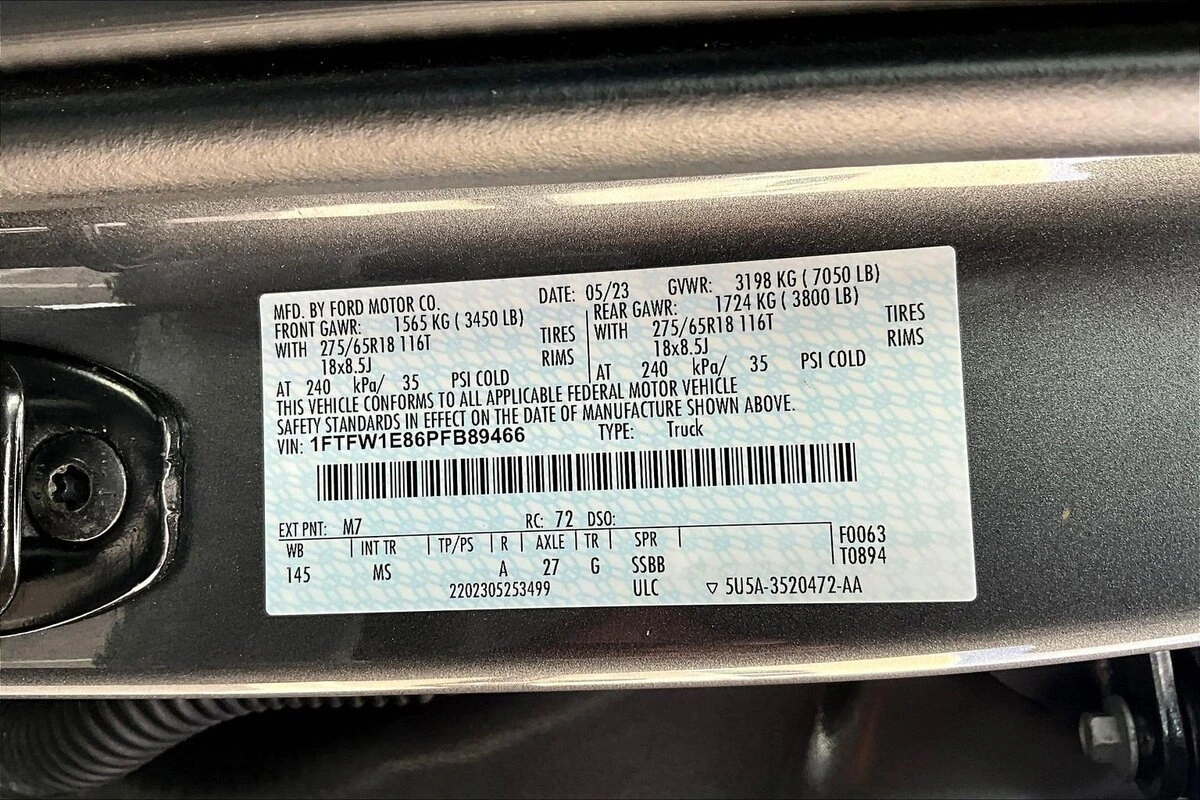 MFD. BY FORD MOTOR CO. DATE: 05/23 GVWR: 3198 KG ( 7050 LB)
FRONT GAWR: 1565 KG ( 3450 LB) REAR GAWR: 1724 KG ( 3800 LB)
WITH 275/65R18 116T TIRES WITH 275/65R18 116T TIRES
18x8.5J RIMS 18x8.5J RIMS
AT 240 kPa/ 35 PSI COLD AT 240 kPa/ 35 PSI COLD
THIS VEHICLE CONFORMS TO ALL APPLICABLE FEDERAL MOTOR VEHICLE
SAFETY STANDARDS IN EFFECT ON THE DATE OF MANUFACTURE SHOWN ABOVE.
VIN: 1FTFW1E86PFB89466 TYPE: Truck
EXT PNT: M7 RC: 72 DSO:
WB INT TR TP/PS R AXLE TR SPR F0063
145 MS A 27 G SSBB T0894
2202305253499 ULC ▽ 5U5A-3520472-AA